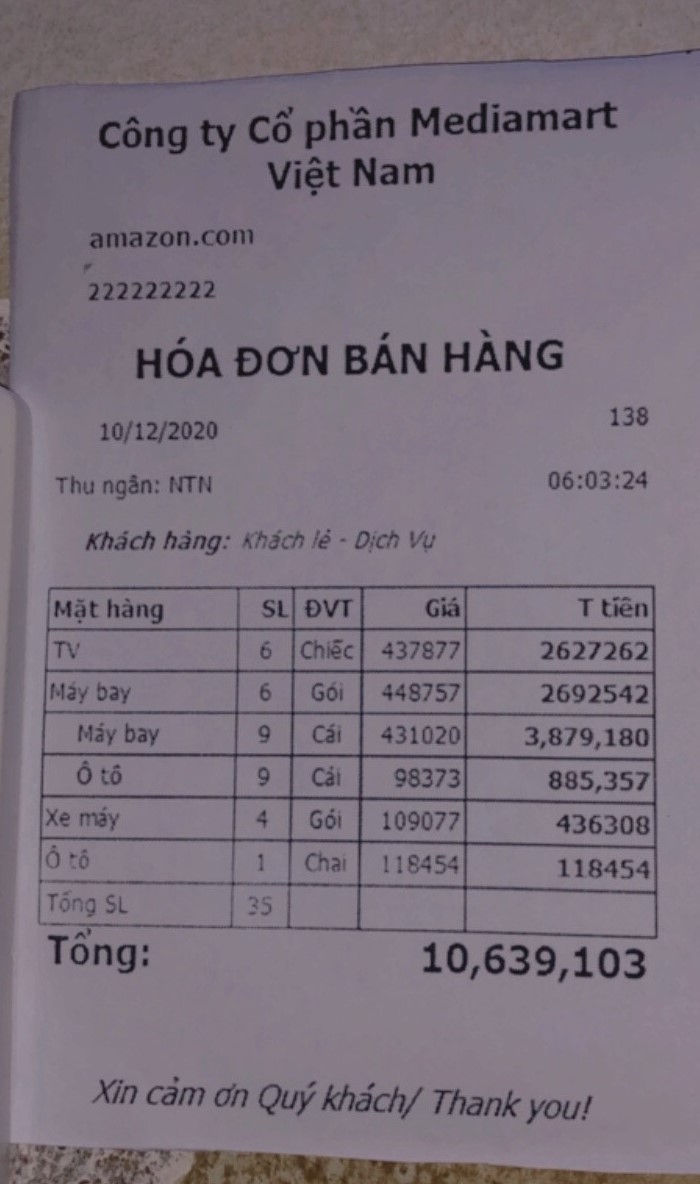 Công ty Cổ phần Mediamart
Việt Nam
amazon.com
222222222
HÓA ĐƠN BÁN HÀNG
10/12/2020 138
Thu ngân: NTN 06:03:24
Khách hàng: Khách lẻ - Dịch Vụ
Mặt hàng SL ĐVT Giá T tiền
TV 6 Chiếc 437877 2627262
Máy bay 6 Gói 448757 2692542
Máy bay 9 Cái 431020 3,879,180
Ô tô 9 Cái 98373 885,357
Xe máy 4 Gói 109077 436308
Ô tô 1 Chai 118454 118454
Tổng SL 35
Tổng: 10,639,103
Xin cảm ơn Quý khách/ Thank you!